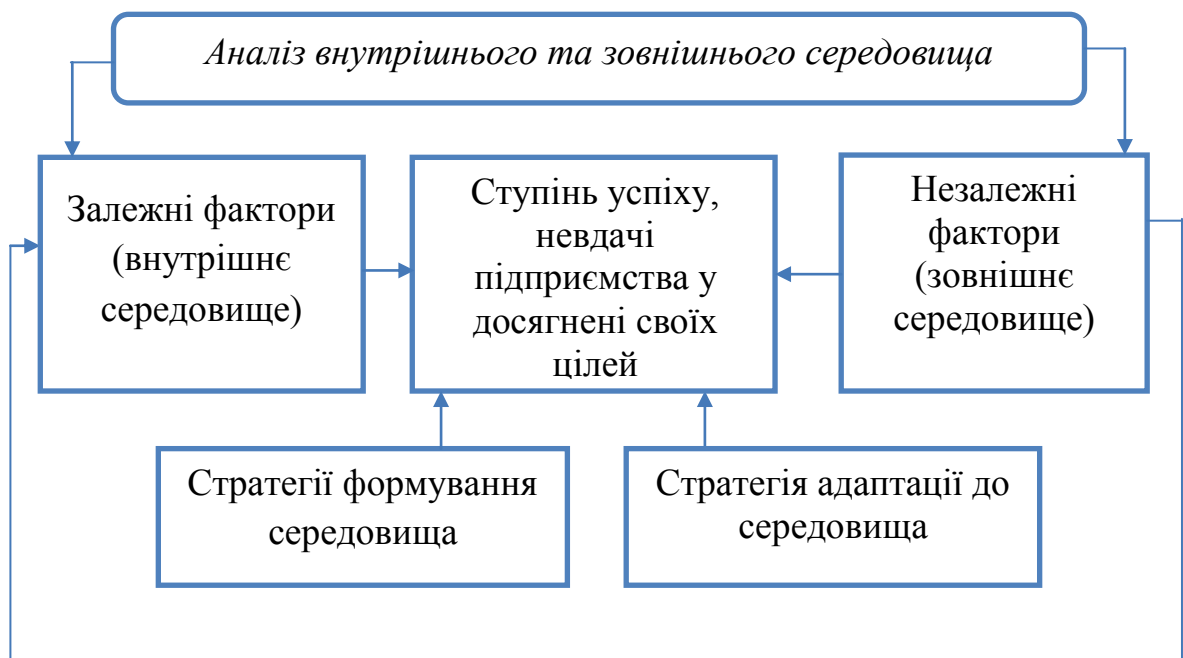 Аналіз внутрішнього та зовнішнього середовища
Залежні фактори
(внутрішнє
середовище)
Ступінь успіху,
невдачі
підприємства у
досягнені своїх
цілей
Незалежні
фактори
(зовнішнє
середовище)
Стратегії формування
середовища
Стратегія адаптації до
середовища